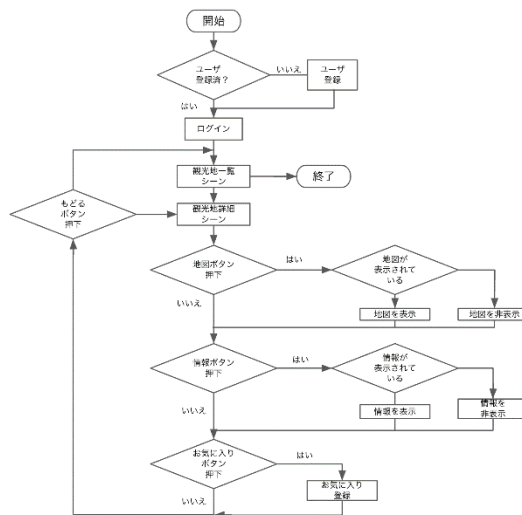 開始
ユーザ
登録済？
いいえ
ユーザ
登録
はい
ログイン
観光地一覧
シーン
終了
もどる
ボタン
押下
観光地詳細
シーン
地図ボタン
押下
はい
地図が
表示されて
いる
いいえ
地図を表示
地図を非表示
情報ボタン
押下
はい
情報が
表示されて
いる
いいえ
情報を表示
情報を
非表示
お気に入り
ボタン
押下
はい
お気に入り
登録
いいえ